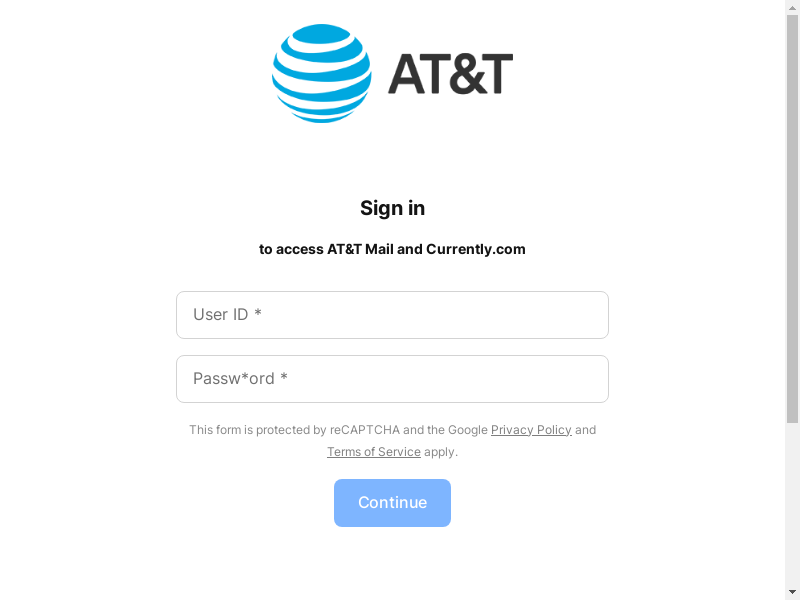 AT&T
Sign in
to access AT&T Mail and Currently.com
User ID *
Passw*ord *
This form is protected by reCAPTCHA and the Google Privacy Policy and
Terms of Service apply.
Continue